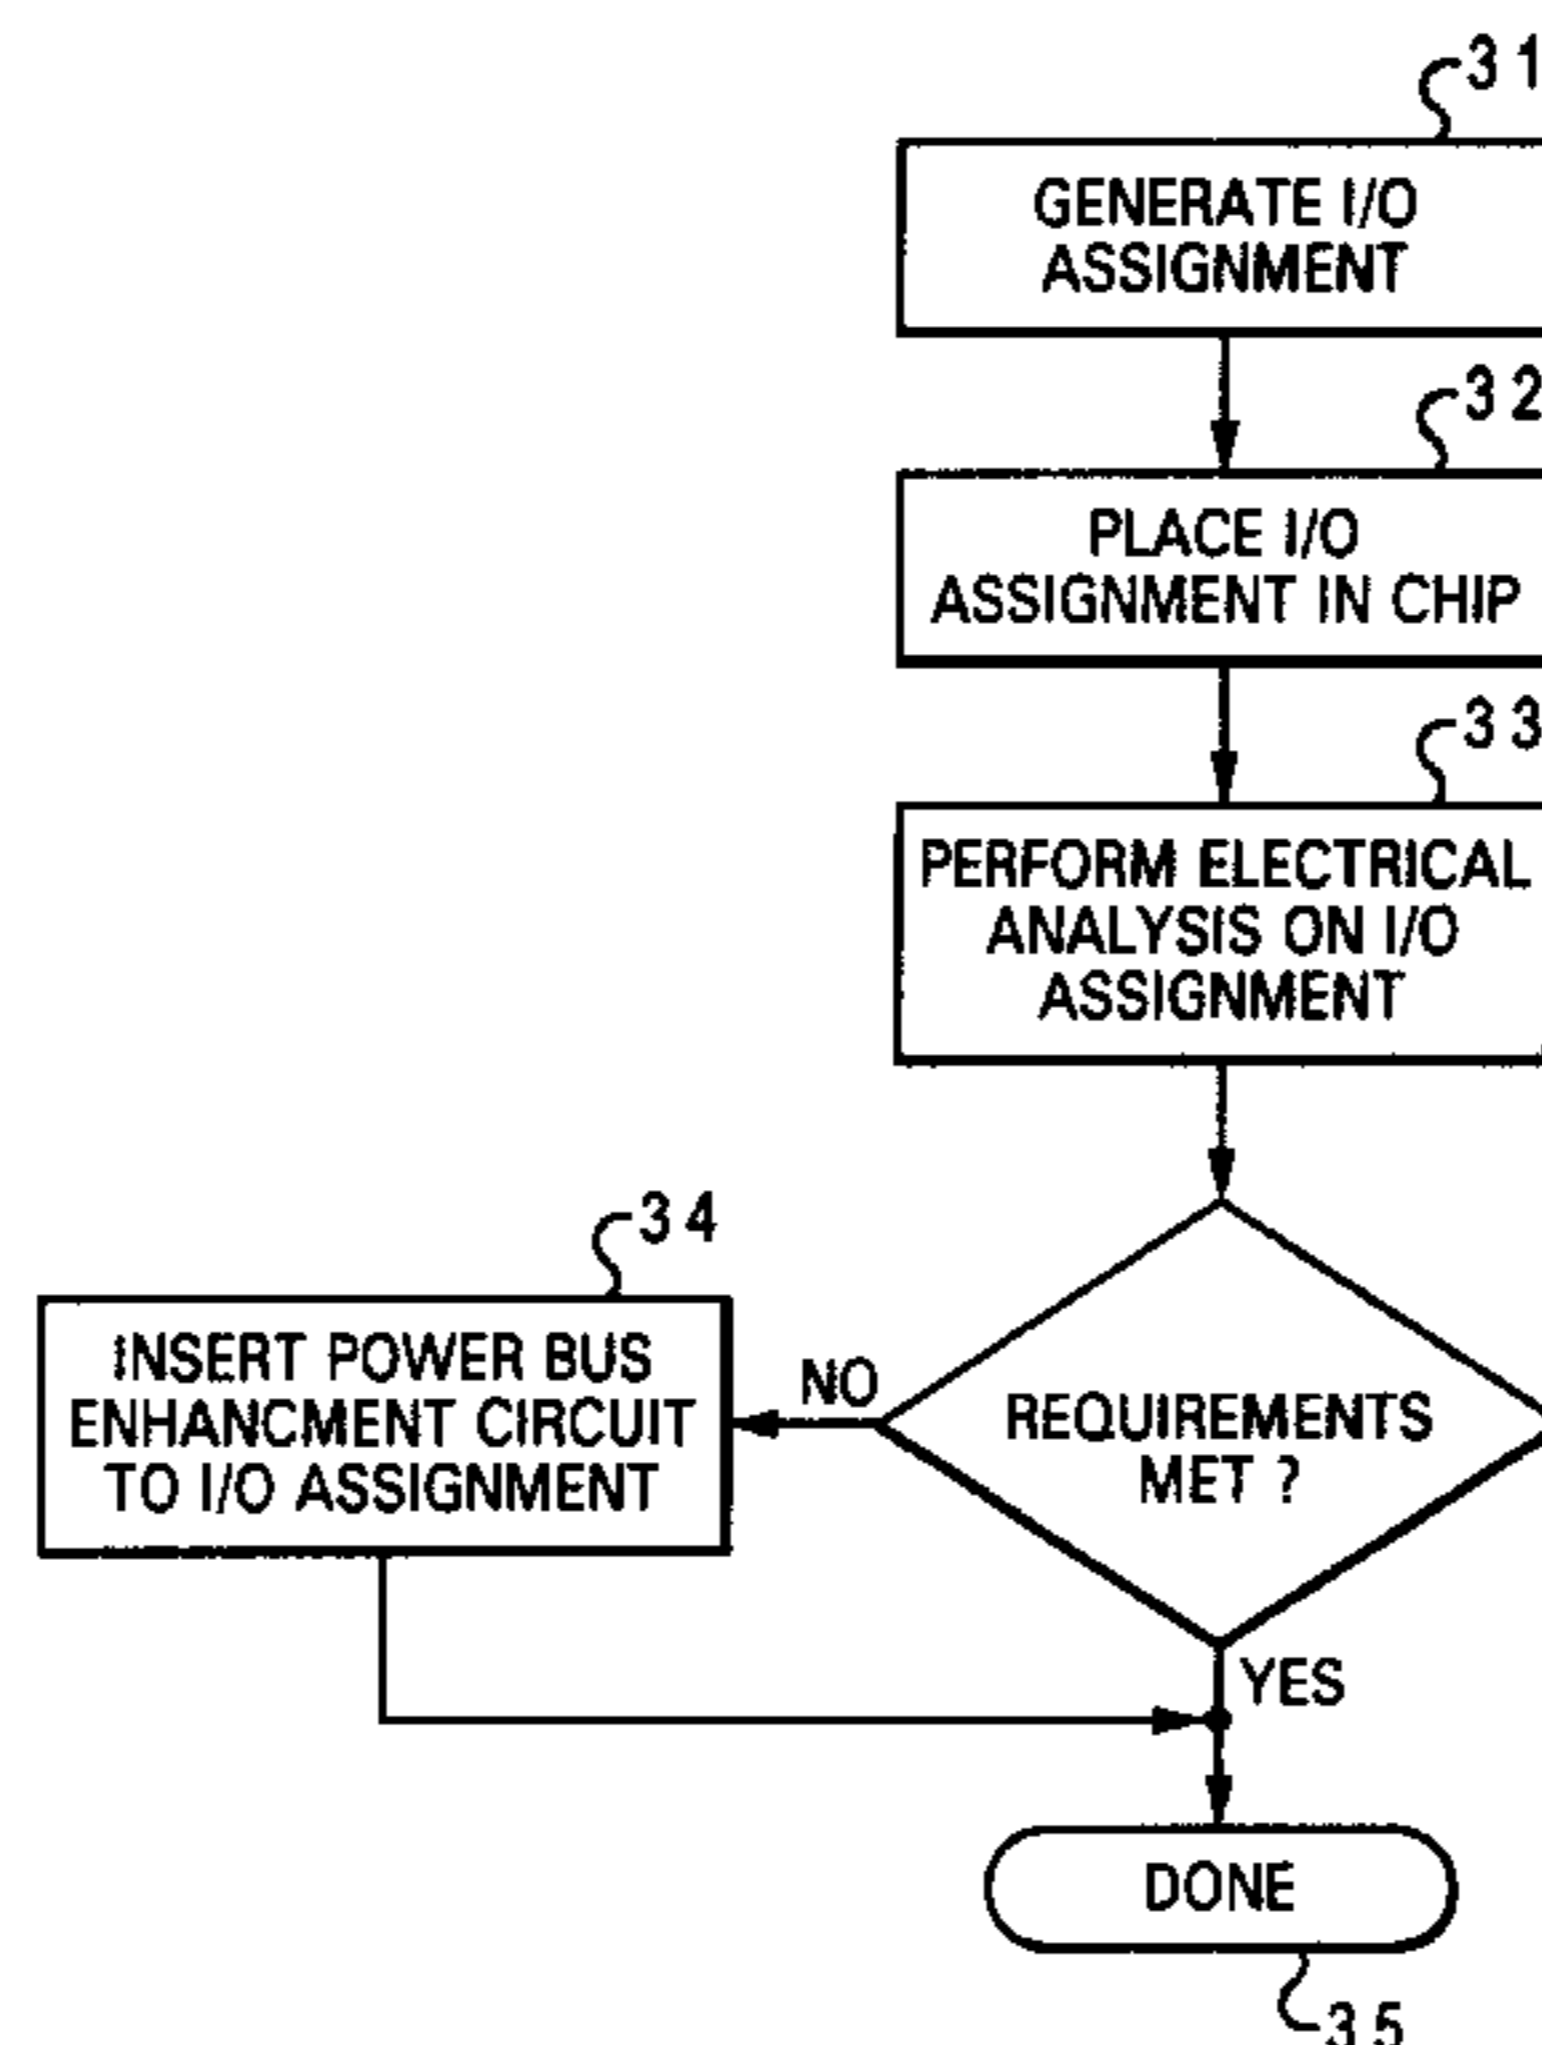 31
GENERATE I/O
ASSIGNMENT
32
PLACE I/O
ASSIGNMENT IN CHIP
33
PERFORM ELECTRICAL
ANALYSIS ON I/O
ASSIGNMENT
34
INSERT POWER BUS
ENHANCMENT CIRCUIT
TO I/O ASSIGNMENT
NO
REQUIREMENTS
MET ?
YES
DONE
35